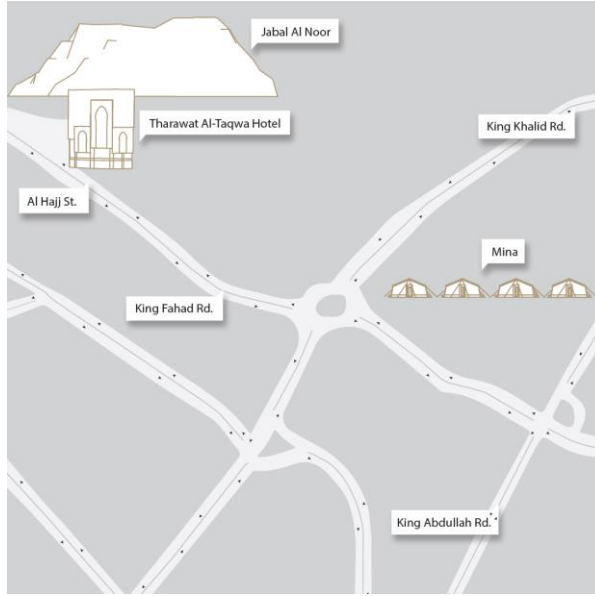 Jabal Al Noor
Tharawat Al-Taqwa Hotel
King Khalid Rd.
Al Hajj St.
Mina
King Fahad Rd.
King Abdullah Rd.